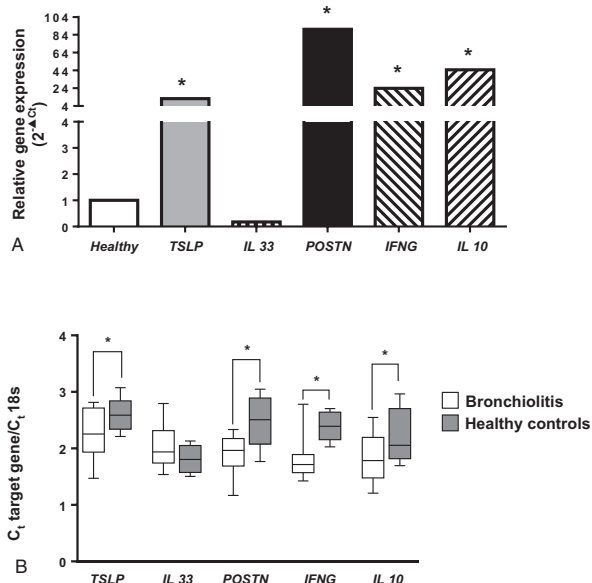 Relative gene expression
(2-▲Ct)
104
84
64
44
24
4
4
3
2
1
0
* * * *
Healthy TSLP IL 33 POSTN IFNG IL 10
A
Ct target gene/Ct 18s
4
3
2
1
0
* * * *
Bronchiolitis
Healthy controls
TSLP IL 33 POSTN IFNG IL 10
B